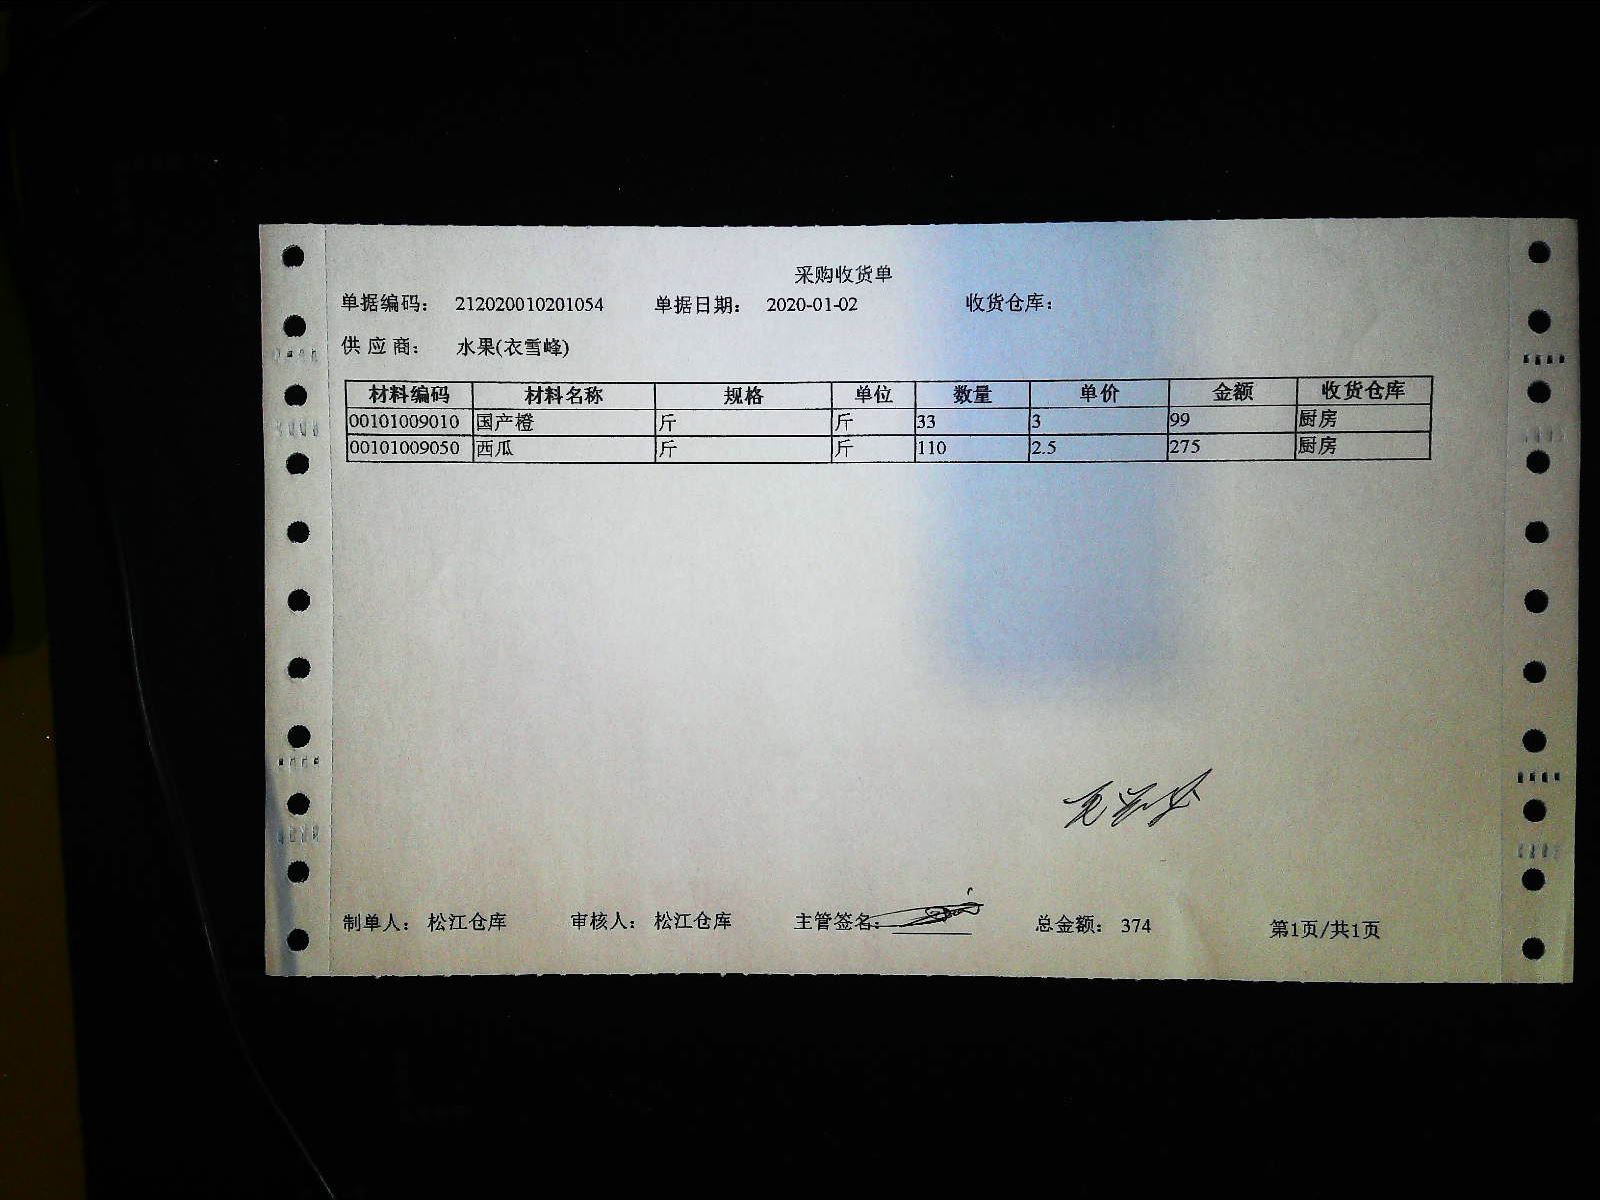 采购收货单
单据编码： 212020010201054 单据日期： 2020-01-02 收货仓库：
供 应 商： 水果(衣雪峰)
材料编码 材料名称 规格 单位 数量 单价 金额 收货仓库
00101009010 国产橙 斤 斤 33 3 99 厨房
00101009050 西瓜 斤 斤 110 2.5 275 厨房
制单人： 松江仓库 审核人： 松江仓库 主管签名： 总金额： 374 第1页/共1页